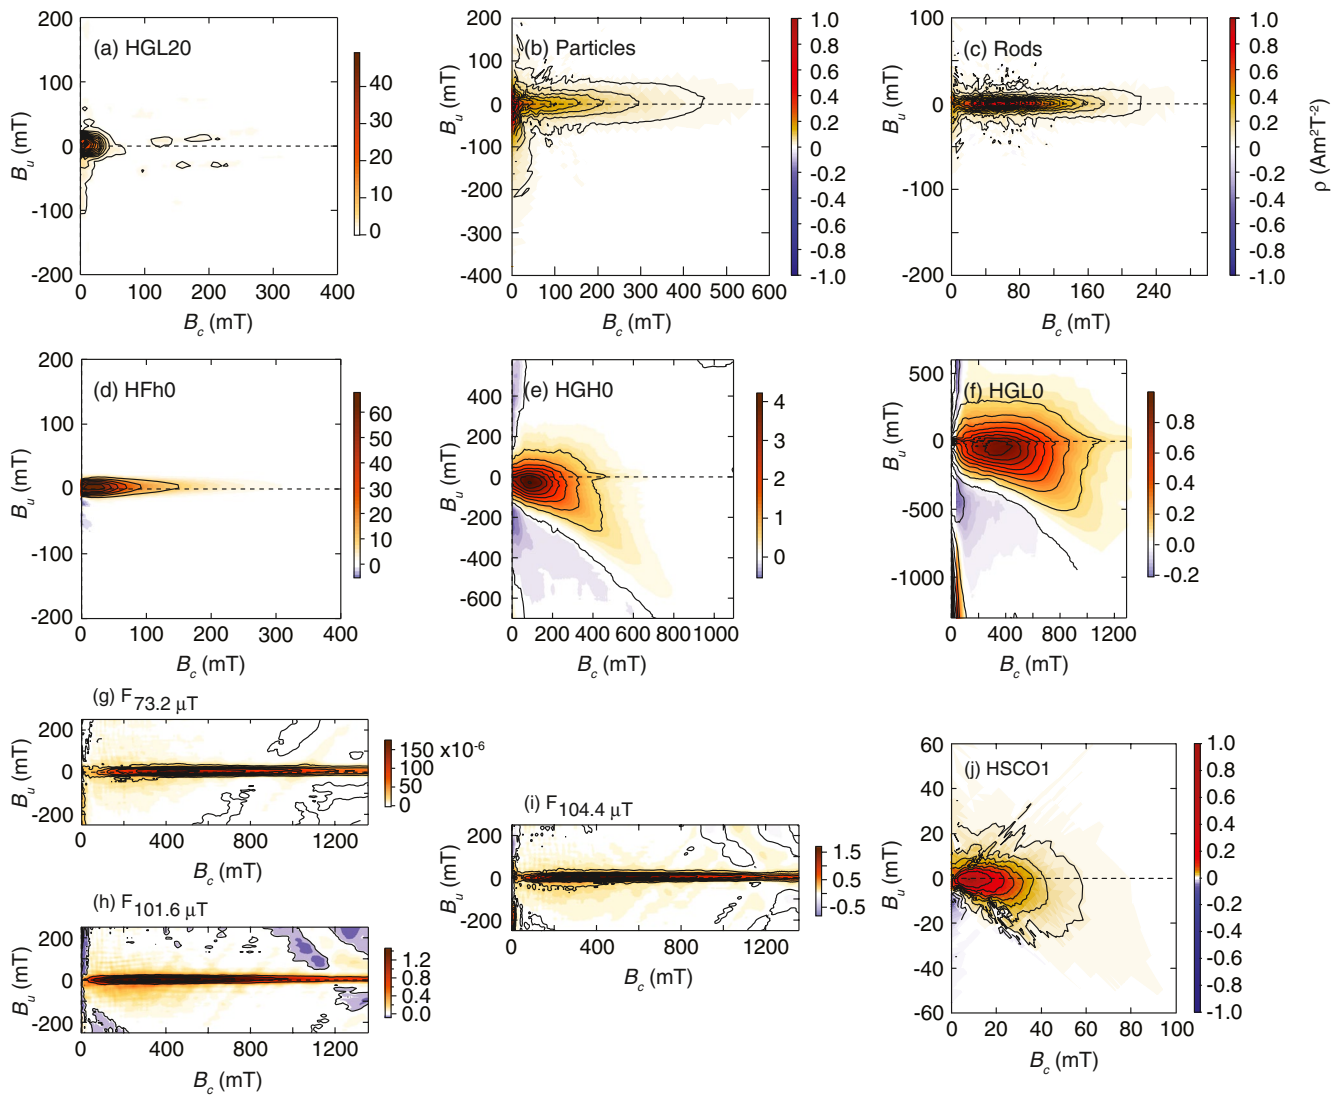 (a) HGL20
200
100
0
-100
-200
0 100 200 300 400
B_u (mT)
B_c (mT)
40
30
20
10
0
(b) Particles
200
100
0
-100
-200
-300
-400
0 100 200 300 400 500 600
B_u (mT)
B_c (mT)
1.0
0.8
0.6
0.4
0.2
0
-0.2
-0.4
-0.6
-0.8
-1.0
(c) Rods
100
0
-100
-200
0 80 160 240
B_u (mT)
B_c (mT)
1.0
0.8
0.6
0.4
0.2
0
-0.2
-0.4
-0.6
-0.8
-1.0
ρ (Am²T⁻²)
(d) HFh0
200
100
0
-100
-200
0 100 200 300 400
B_u (mT)
B_c (mT)
60
50
40
30
20
10
0
(e) HGH0
400
200
0
-200
-400
-600
0 200 400 600 800 1000
B_u (mT)
B_c (mT)
4
3
2
1
0
(f) HGL0
500
0
-500
-1000
0 400 800 1200
B_u (mT)
B_c (mT)
0.8
0.6
0.4
0.2
0.0
-0.2
(g) F73.2 μT
200
0
-200
0 400 800 1200
B_u (mT)
B_c (mT)
150 x10⁻⁶
100
50
0
(h) F101.6 μT
200
0
-200
0 400 800 1200
B_u (mT)
B_c (mT)
1.2
0.8
0.4
0.0
(i) F104.4 μT
200
0
-200
0 400 800 1200
B_u (mT)
B_c (mT)
1.5
0.5
-0.5
(j) HSCO1
60
40
20
0
-20
-40
-60
0 20 40 60 80 100
B_u (mT)
B_c (mT)
1.0
0.8
0.6
0.4
0.2
0
-0.2
-0.4
-0.6
-0.8
-1.0